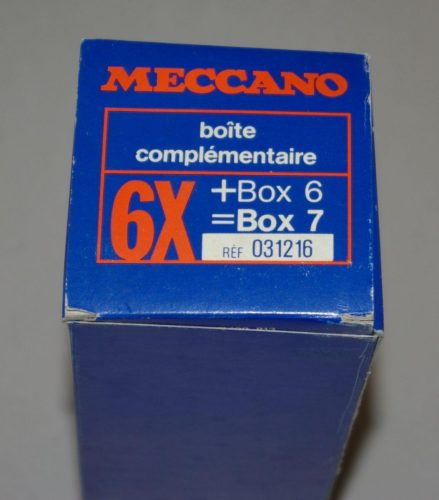 MECCANO
boîte
complémentaire
6X
+Box 6
=Box 7
RÉF 031216